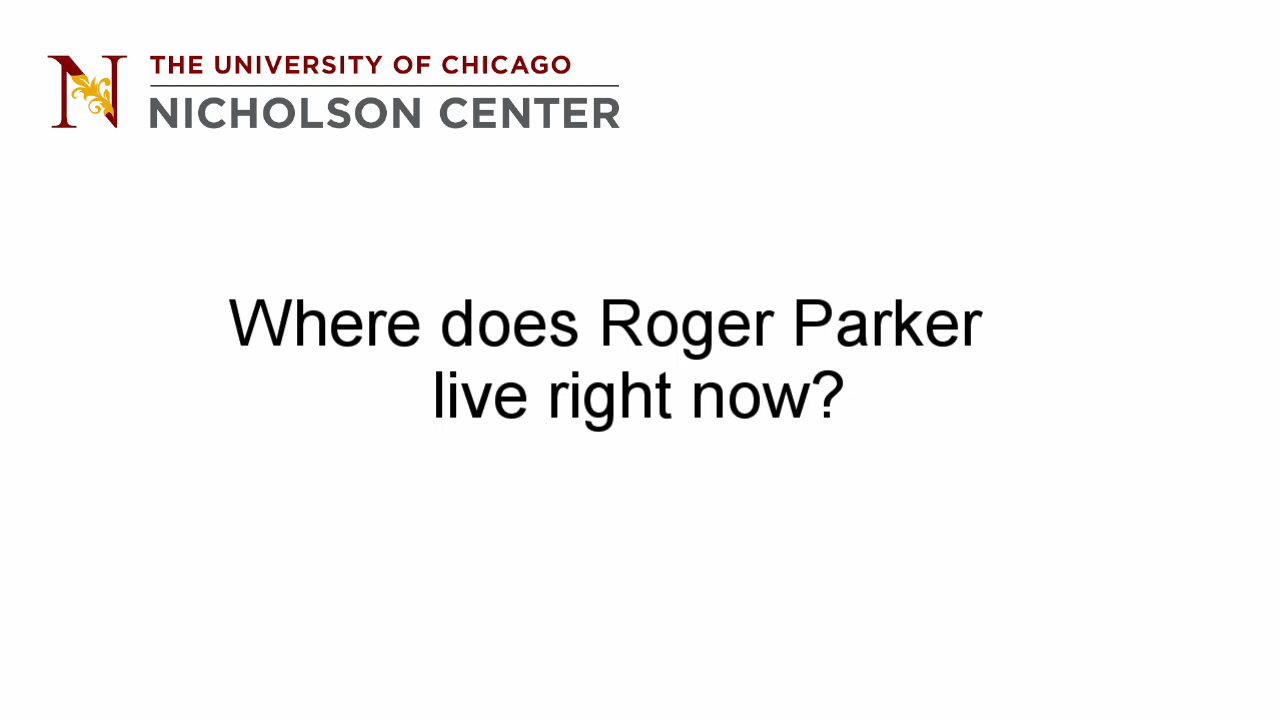 THE UNIVERSITY OF CHICAGO
NICHOLSON CENTER
Where does Roger Parker
live right now?